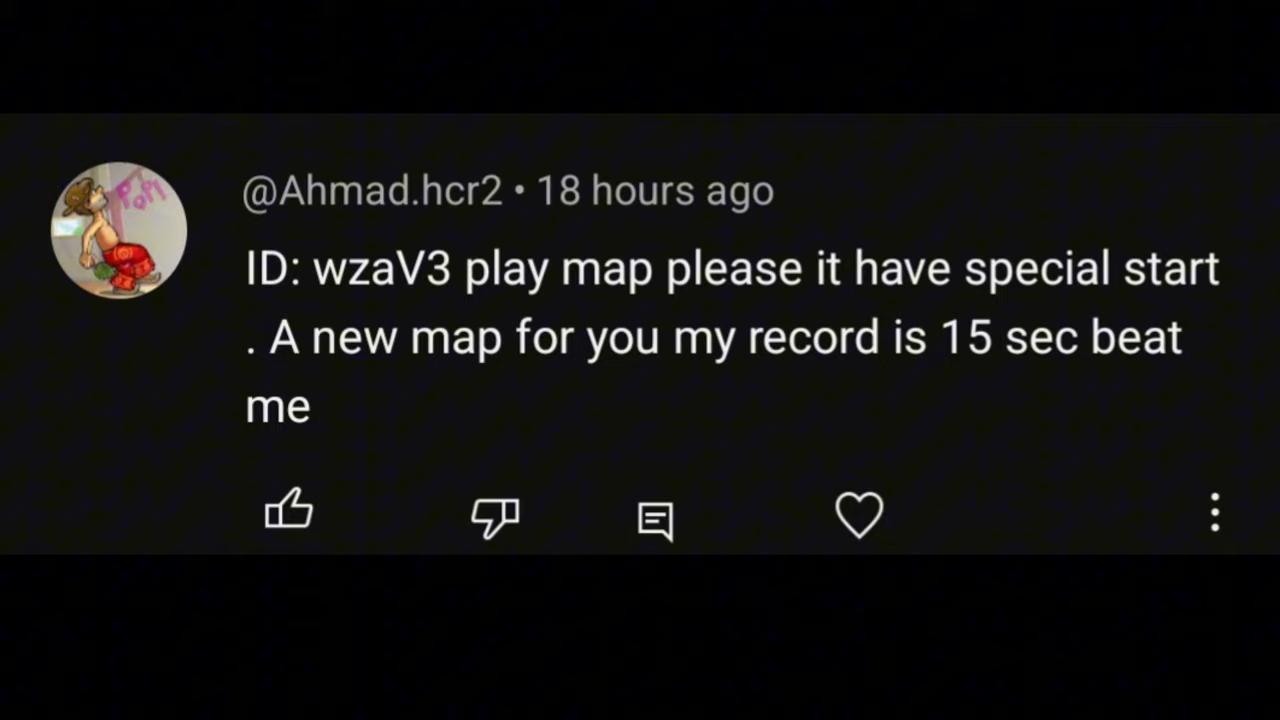 POPY
@Ahmad.hcr2 • 18 hours ago
ID: wzaV3 play map please it have special start
. A new map for you my record is 15 sec beat
me